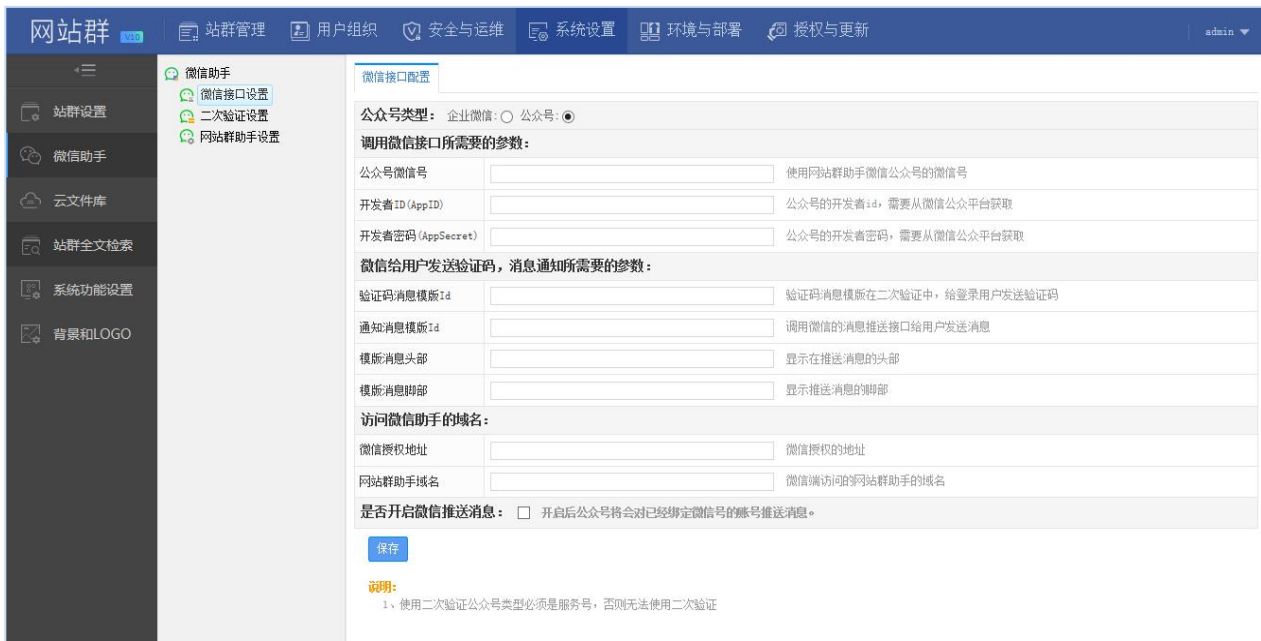 网站群 V10 站群管理 用户组织 安全与运维 系统设置 环境与部署 授权与更新 admin
站群设置
微信助手
云文件库
站群全文检索
系统功能设置
背景和LOGO
微信助手
微信接口设置
二次验证设置
网站群助手设置
微信接口配置
公众号类型： 企业微信: 公众号:
调用微信接口所需要的参数：
公众号微信号 使用网站群助手微信公众号的微信号
开发者ID(AppID) 公众号的开发者id，需要从微信公众平台获取
开发者密码(AppSecret) 公众号的开发者密码，需要从微信公众平台获取
微信给用户发送验证码，消息通知所需要的参数：
验证码消息模版Id 验证码消息模版在二次验证中，给登录用户发送验证码
通知消息模版Id 调用微信的消息推送接口给用户发送消息
模版消息头部 显示在推送消息的头部
模版消息脚部 显示推送消息的脚部
访问微信助手的域名：
微信授权地址 微信授权的地址
网站群助手域名 微信端访问的网站群助手的域名
是否开启微信推送消息： 开启后公众号将会对已经绑定微信号的账号推送消息。
保存
说明：
1、使用二次验证公众号类型必须是服务号，否则无法使用二次验证